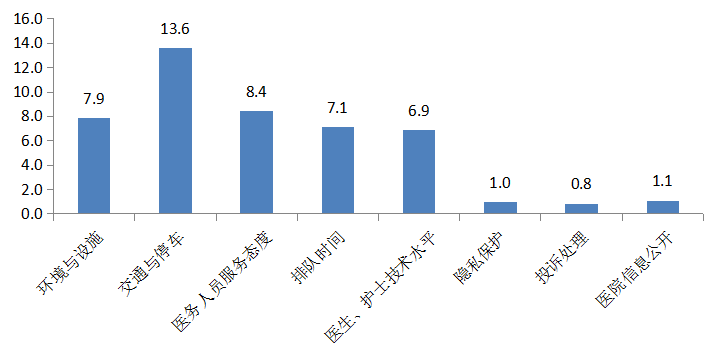 16.0
14.0
12.0
10.0
8.0
6.0
4.0
2.0
0.0
7.9
13.6
8.4
7.1
6.9
1.0
0.8
1.1
环境与设施
交通与停车
医务人员服务态度
排队时间
医生、护士技术水平
隐私保护
投诉处理
医院信息公开